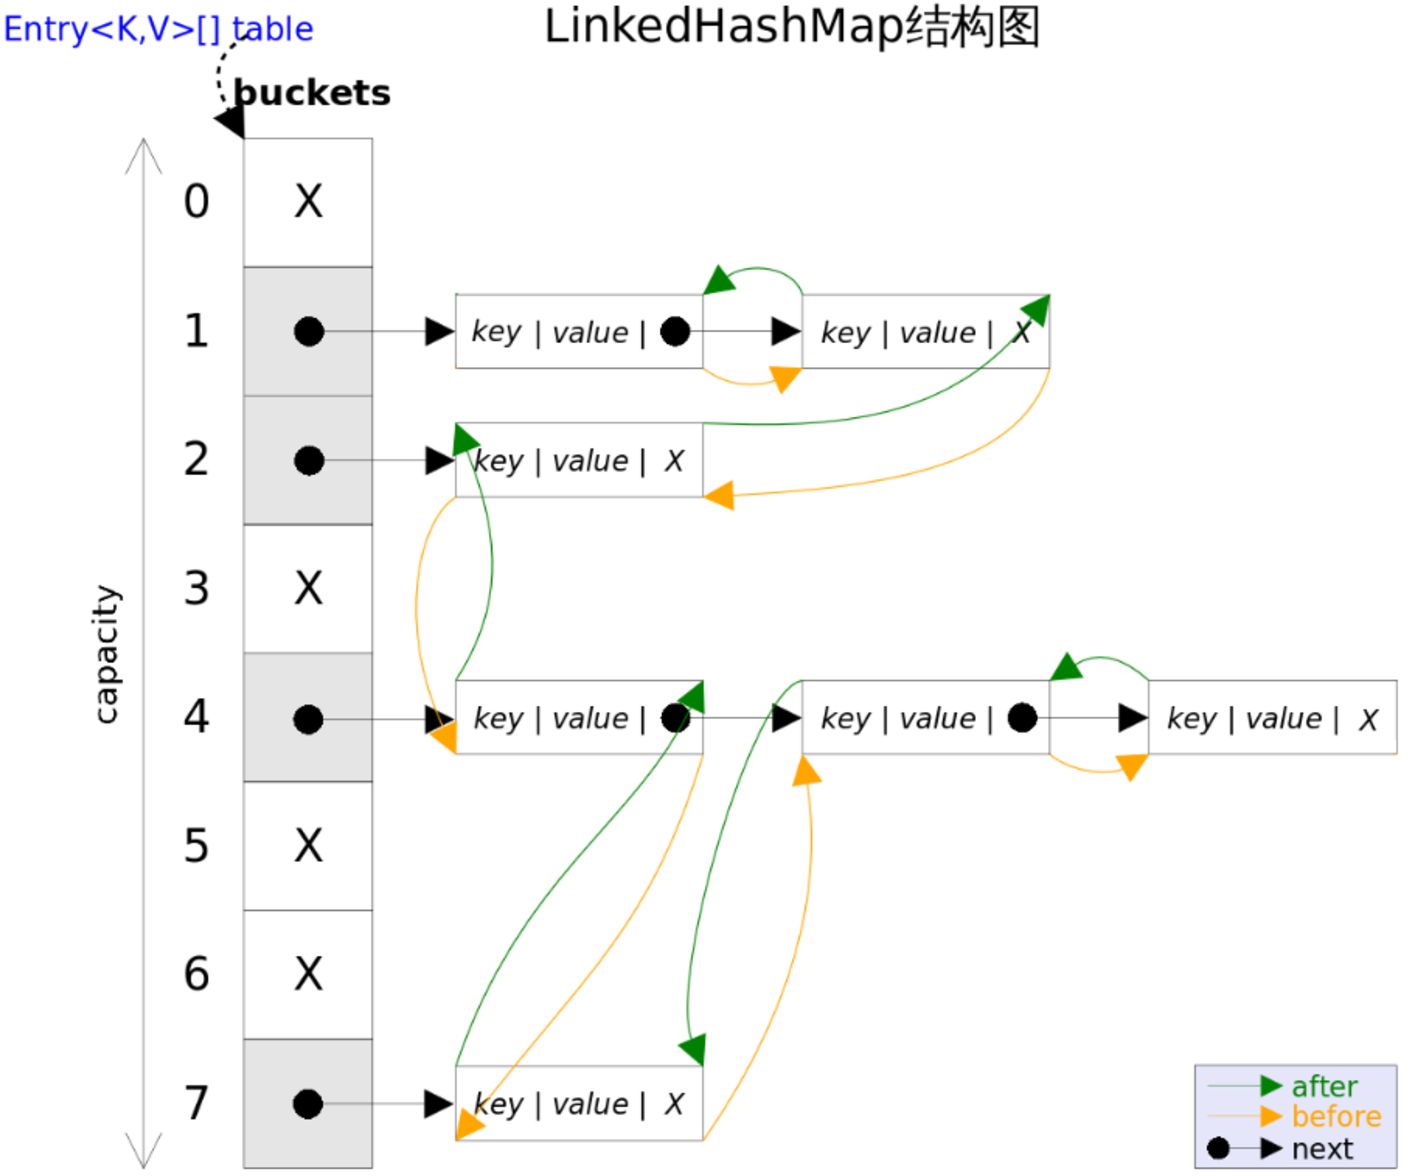 Entry<K,V>[] table
LinkedHashMap结构图
buckets
capacity
0 X
1 key | value | key | value | X
2 key | value | X
3 X
4 key | value | key | value | key | value | X
5 X
6 X
7 key | value | X
after
before
next